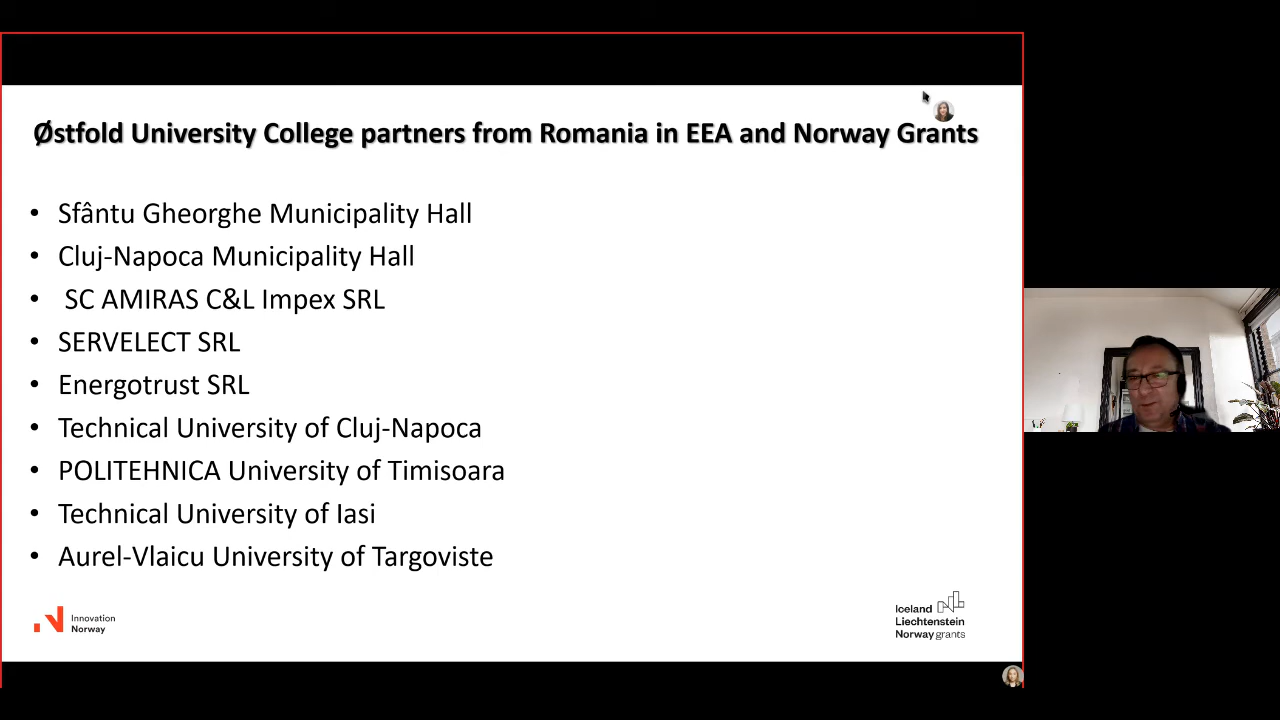 Østfold University College partners from Romania in EEA and Norway Grants
• Sfântu Gheorghe Municipality Hall
• Cluj-Napoca Municipality Hall
• SC AMIRAS C&L Impex SRL
• SERVELECT SRL
• Energotrust SRL
• Technical University of Cluj-Napoca
• POLITEHNICA University of Timisoara
• Technical University of Iasi
• Aurel-Vlaicu University of Targoviste
Innovation
Norway
Iceland
Liechtenstein
Norway grants